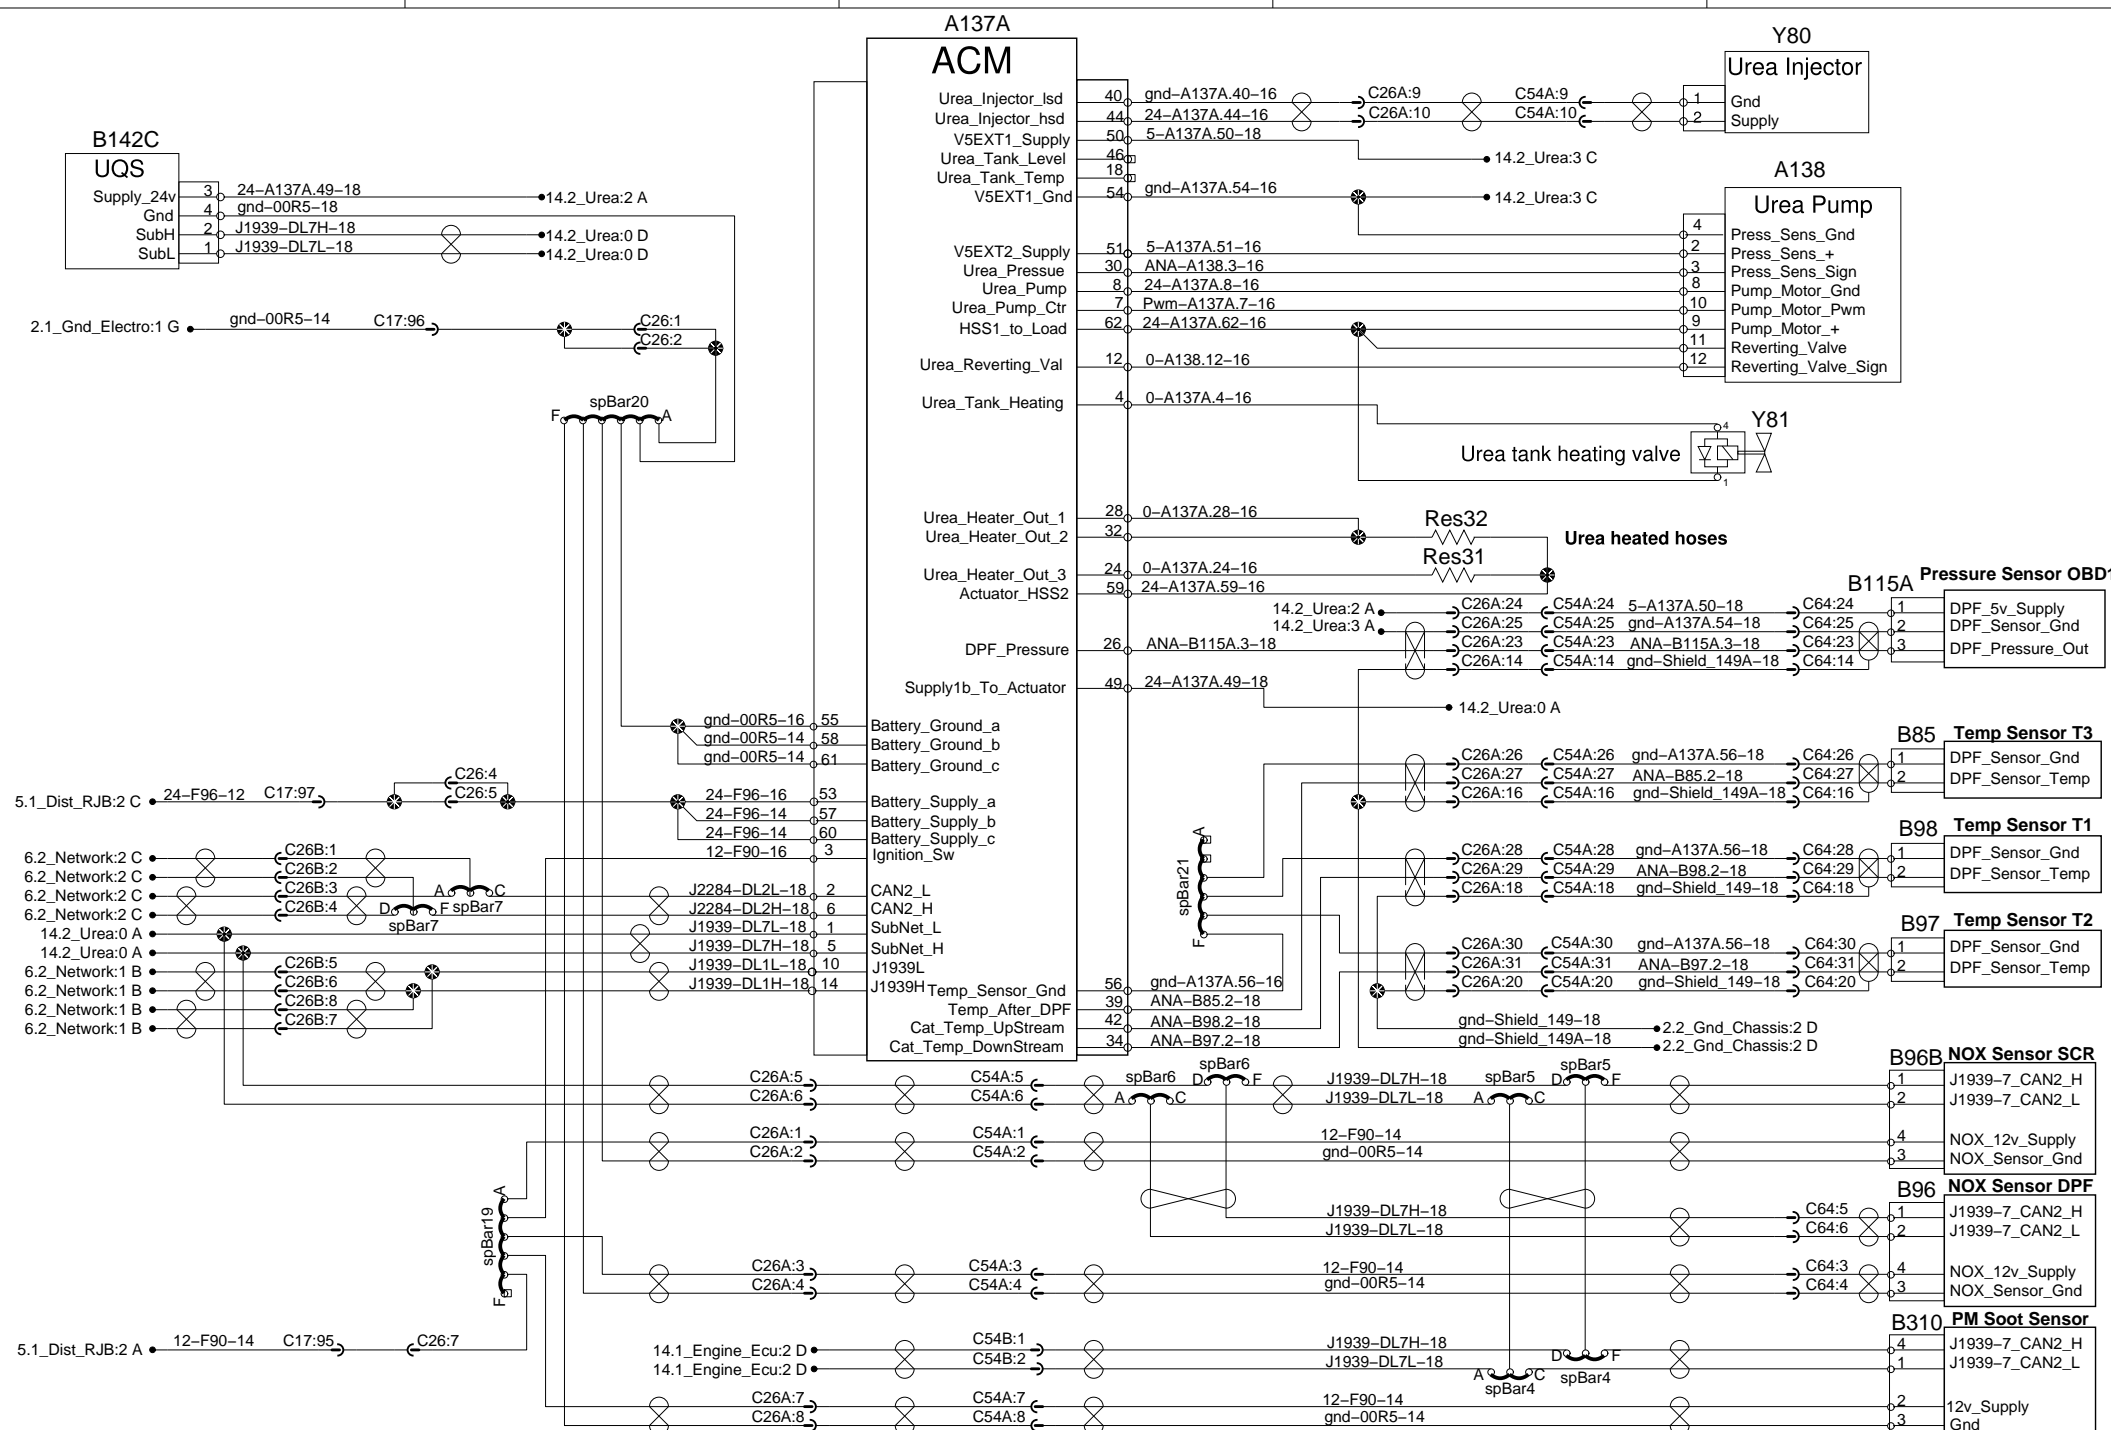 A137A
ACM
Y80
Urea Injector
1 Gnd
2 Supply
Urea_Injector_lsd 40 gnd-A137A.40-16 C26A:9 C54A:9
Urea_Injector_hsd 44 24-A137A.44-16 C26A:10 C54A:10
V5EXT1_Supply 50 5-A137A.50-18
14.2_Urea:3 C
Urea_Tank_Level 46
Urea_Tank_Temp 18
V5EXT1_Gnd 54 gnd-A137A.54-16
14.2_Urea:3 C
B142C
UQS
Supply_24v 3 24-A137A.49-18 14.2_Urea:2 A
Gnd 4 gnd-00R5-18
SubH 2 J1939-DL7H-18 14.2_Urea:0 D
SubL 1 J1939-DL7L-18 14.2_Urea:0 D
A138
Urea Pump
4 Press_Sens_Gnd
2 Press_Sens_+
3 Press_Sens_Sign
8 Pump_Motor_Gnd
10 Pump_Motor_Pwm
9 Pump_Motor_+
11 Reverting_Valve
12 Reverting_Valve_Sign
V5EXT2_Supply 51 5-A137A.51-16
Urea_Pressue 30 ANA-A138.3-16
Urea_Pump 8 24-A137A.8-16
Urea_Pump_Ctr 7 Pwm-A137A.7-16
HSS1_to_Load 62 24-A137A.62-16
Urea_Reverting_Val 12 0-A138.12-16
Urea_Tank_Heating 4 0-A137A.4-16
2.1_Gnd_Electro:1 G gnd-00R5-14 C17:96 C26:1
C26:2
F spBar20 A
Urea tank heating valve 4 Y81
1
Urea_Heater_Out_1 28 0-A137A.28-16
Urea_Heater_Out_2 32 Res32
Urea heated hoses
Urea_Heater_Out_3 24 0-A137A.24-16 Res31
Actuator_HSS2 59 24-A137A.59-16
B115A Pressure Sensor OBD1
14.2_Urea:2 A C26A:24 C54A:24 5-A137A.50-18 C64:24 1 DPF_5v_Supply
14.2_Urea:3 A C26A:25 C54A:25 gnd-A137A.54-18 C64:25 2 DPF_Sensor_Gnd
DPF_Pressure 26 ANA-B115A.3-18 C26A:23 C54A:23 ANA-B115A.3-18 C64:23 3 DPF_Pressure_Out
C26A:14 C54A:14 gnd-Shield_149A-18 C64:14
Supply1b_To_Actuator 49 24-A137A.49-18
14.2_Urea:0 A
gnd-00R5-16 55 Battery_Ground_a
gnd-00R5-14 58 Battery_Ground_b
gnd-00R5-14 61 Battery_Ground_c
B85 Temp Sensor T3
C26A:26 C54A:26 gnd-A137A.56-18 C64:26 1 DPF_Sensor_Gnd
C26A:27 C54A:27 ANA-B85.2-18 C64:27 2 DPF_Sensor_Temp
C26A:16 C54A:16 gnd-Shield_149A-18 C64:16
C26:4
5.1_Dist_RJB:2 C 24-F96-12 C17:97 C26:5
24-F96-16 53 Battery_Supply_a
24-F96-14 57 Battery_Supply_b
24-F96-14 60 Battery_Supply_c
12-F90-16 3 Ignition_Sw
B98 Temp Sensor T1
C26A:28 C54A:28 gnd-A137A.56-18 C64:28 1 DPF_Sensor_Gnd
C26A:29 C54A:29 ANA-B98.2-18 C64:29 2 DPF_Sensor_Temp
C26A:18 C54A:18 gnd-Shield_149-18 C64:18
A
spBar21
F
6.2_Network:2 C C26B:1
6.2_Network:2 C C26B:2
6.2_Network:2 C C26B:3 A C spBar7
6.2_Network:2 C C26B:4 D F spBar7
J2284-DL2L-18 2 CAN2_L
J2284-DL2H-18 6 CAN2_H
14.2_Urea:0 A J1939-DL7L-18 1 SubNet_L
14.2_Urea:0 A J1939-DL7H-18 5 SubNet_H
6.2_Network:1 B C26B:5 J1939-DL1L-18 10 J1939L
6.2_Network:1 B C26B:6 J1939-DL1H-18 14 J1939H
6.2_Network:1 B C26B:8
6.2_Network:1 B C26B:7
B97 Temp Sensor T2
C26A:30 C54A:30 gnd-A137A.56-18 C64:30 1 DPF_Sensor_Gnd
C26A:31 C54A:31 ANA-B97.2-18 C64:31 2 DPF_Sensor_Temp
C26A:20 C54A:20 gnd-Shield_149-18 C64:20
Temp_Sensor_Gnd 56 gnd-A137A.56-16
Temp_After_DPF 39 ANA-B85.2-18
Cat_Temp_UpStream 42 ANA-B98.2-18
Cat_Temp_DownStream 34 ANA-B97.2-18
gnd-Shield_149-18 2.2_Gnd_Chassis:2 D
gnd-Shield_149A-18 2.2_Gnd_Chassis:2 D
B96B NOX Sensor SCR
C26A:5 C54A:5 spBar6 D spBar6 F J1939-DL7H-18 spBar5 D spBar5 F 1 J1939-7_CAN2_H
C26A:6 C54A:6 A C J1939-DL7L-18 A C 2 J1939-7_CAN2_L
C26A:1 C54A:1 12-F90-14 4 NOX_12v_Supply
C26A:2 C54A:2 gnd-00R5-14 3 NOX_Sensor_Gnd
A
spBar19
F
B96 NOX Sensor DPF
J1939-DL7H-18 C64:5 1 J1939-7_CAN2_H
J1939-DL7L-18 C64:6 2 J1939-7_CAN2_L
C26A:3 C54A:3 12-F90-14 C64:3 4 NOX_12v_Supply
C26A:4 C54A:4 gnd-00R5-14 C64:4 3 NOX_Sensor_Gnd
B310 PM Soot Sensor
5.1_Dist_RJB:2 A 12-F90-14 C17:95 C26:7
14.1_Engine_Ecu:2 D C54B:1 J1939-DL7H-18 D F spBar4 4 J1939-7_CAN2_H
14.1_Engine_Ecu:2 D C54B:2 J1939-DL7L-18 A C spBar4 1 J1939-7_CAN2_L
C26A:7 C54A:7 12-F90-14 2 12v_Supply
C26A:8 C54A:8 gnd-00R5-14 3 Gnd